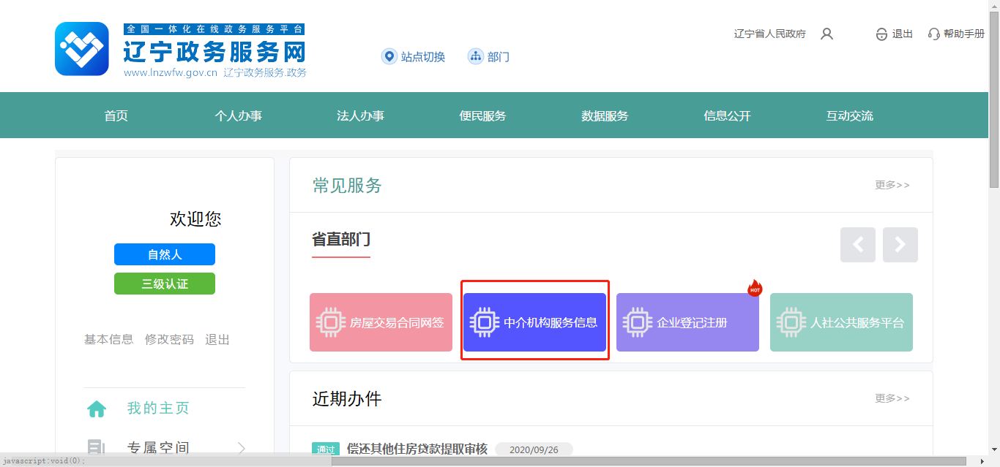 全国一体化在线政务服务平台
辽宁政务服务网
www.lnzwfw.gov.cn 辽宁政务服务.政务
站点切换
部门
辽宁省人民政府
退出
帮助手册
首页
个人办事
法人办事
便民服务
数据服务
信息公开
互动交流
欢迎您
自然人
三级认证
基本信息 修改密码 退出
我的主页
专属空间
常见服务
更多>>
省直部门
房屋交易合同网签
中介机构服务信息
企业登记注册
HOT
人社公共服务平台
近期办件
更多>>
通过 偿还其他住房贷款提取审核 2020/09/26
javascript:void(0);